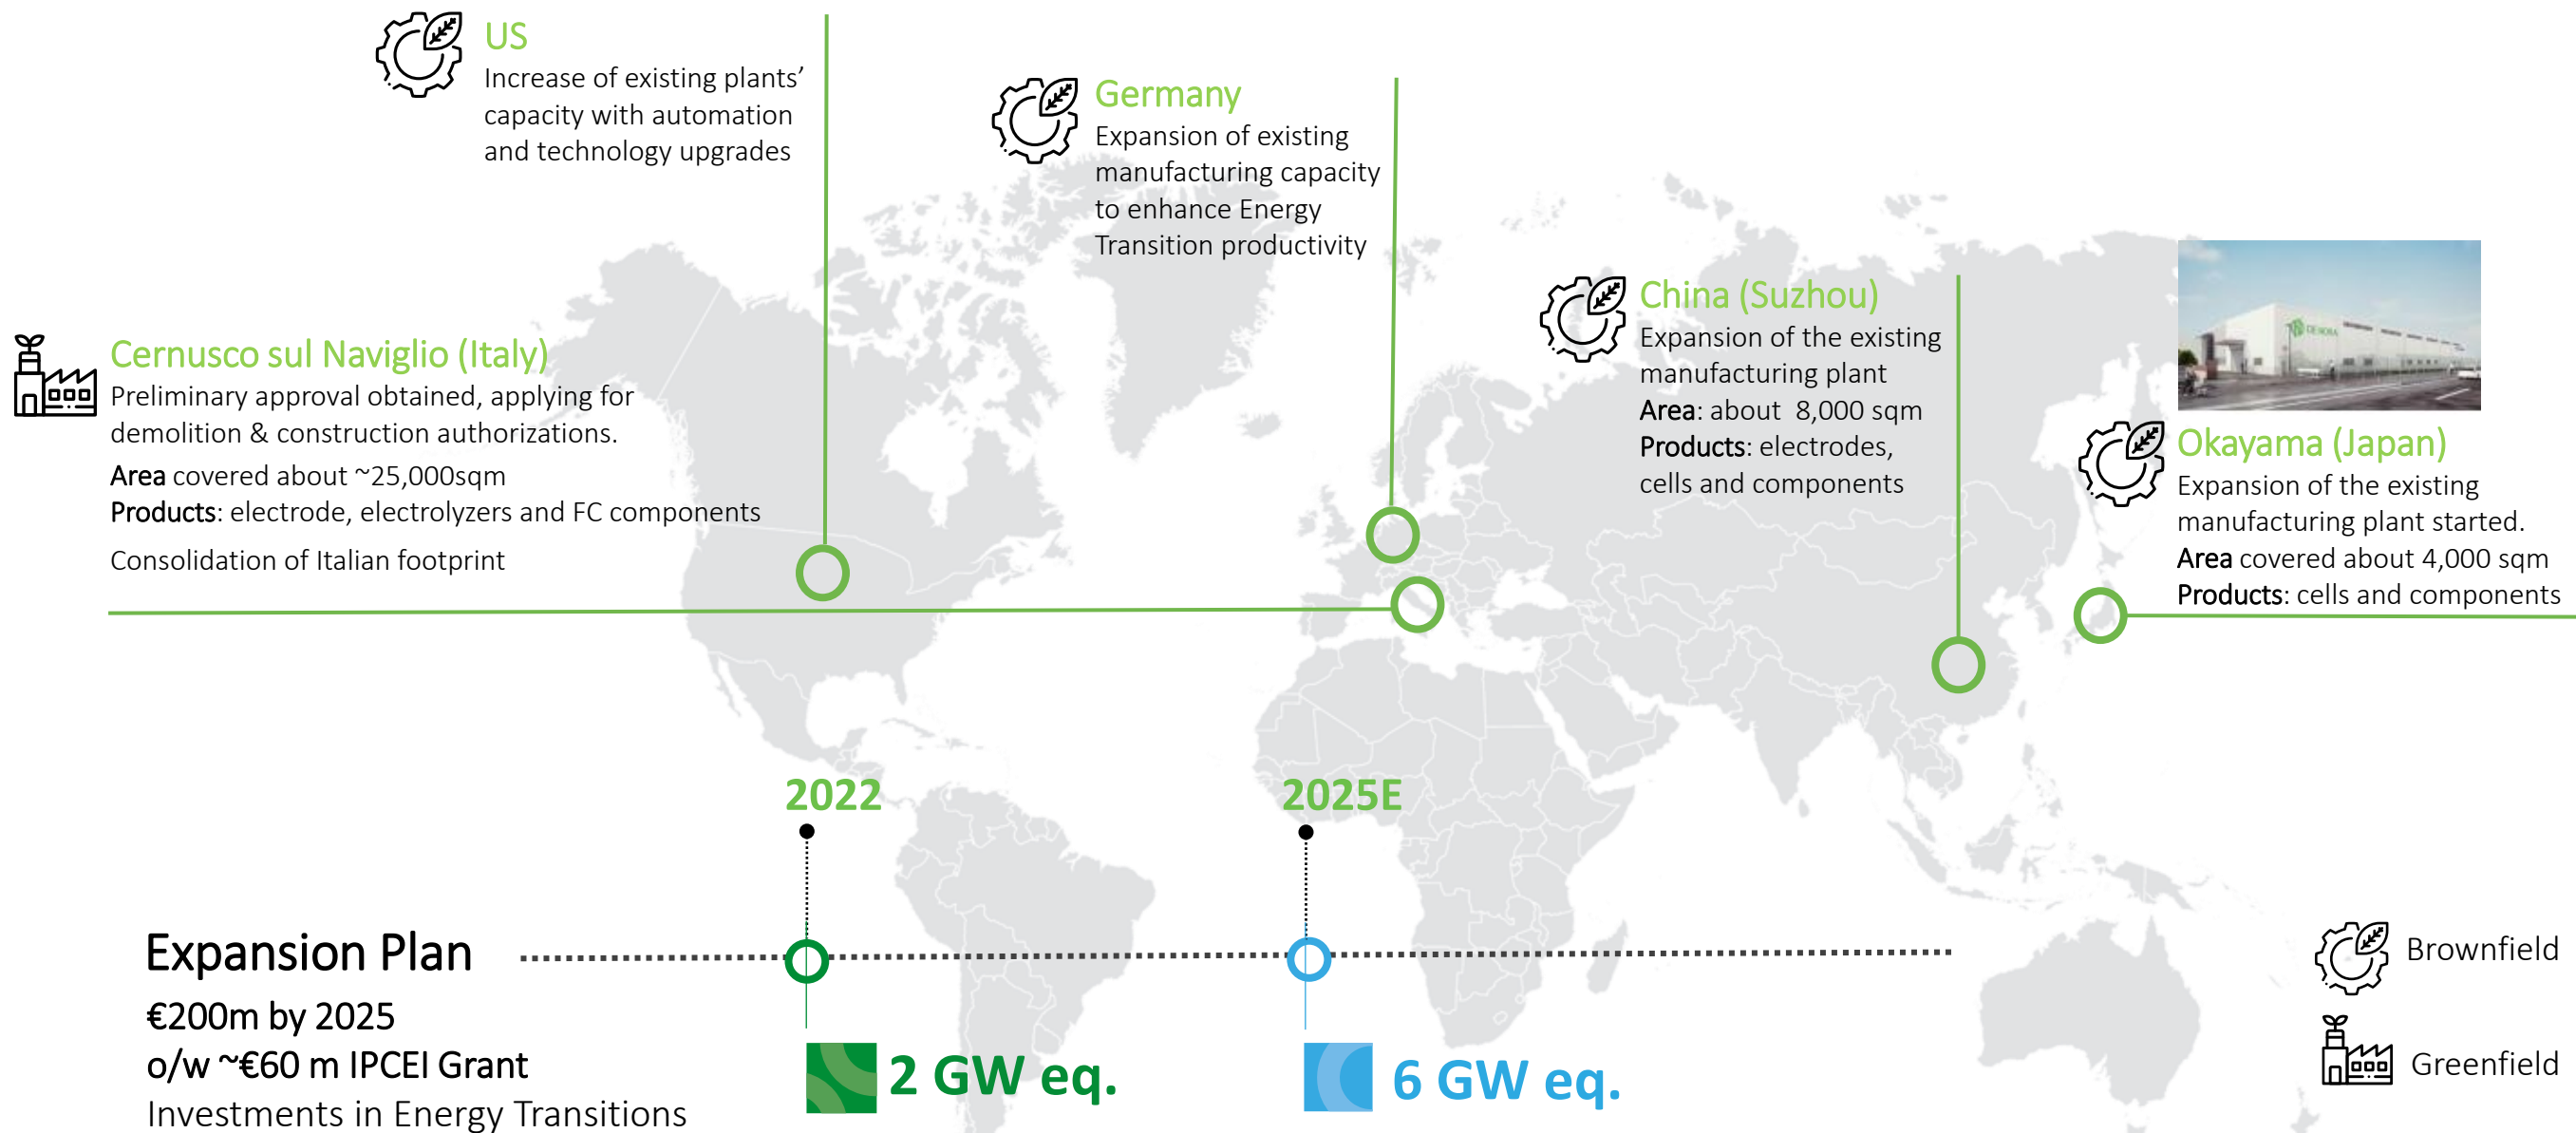 US
Increase of existing plants’
capacity with automation
and technology upgrades
Germany
Expansion of existing
manufacturing capacity
to enhance Energy
Transition productivity
China (Suzhou)
Expansion of the existing
manufacturing plant
Area: about 8,000 sqm
Products: electrodes,
cells and components
DE NORA
Okayama (Japan)
Expansion of the existing
manufacturing plant started.
Area covered about 4,000 sqm
Products: cells and components
Cernusco sul Naviglio (Italy)
Preliminary approval obtained, applying for
demolition & construction authorizations.
Area covered about ~25,000sqm
Products: electrode, electrolyzers and FC components
Consolidation of Italian footprint
2022
2025E
Expansion Plan
€200m by 2025
o/w ~€60 m IPCEI Grant
Investments in Energy Transitions
2 GW eq.
6 GW eq.
Brownfield
Greenfield